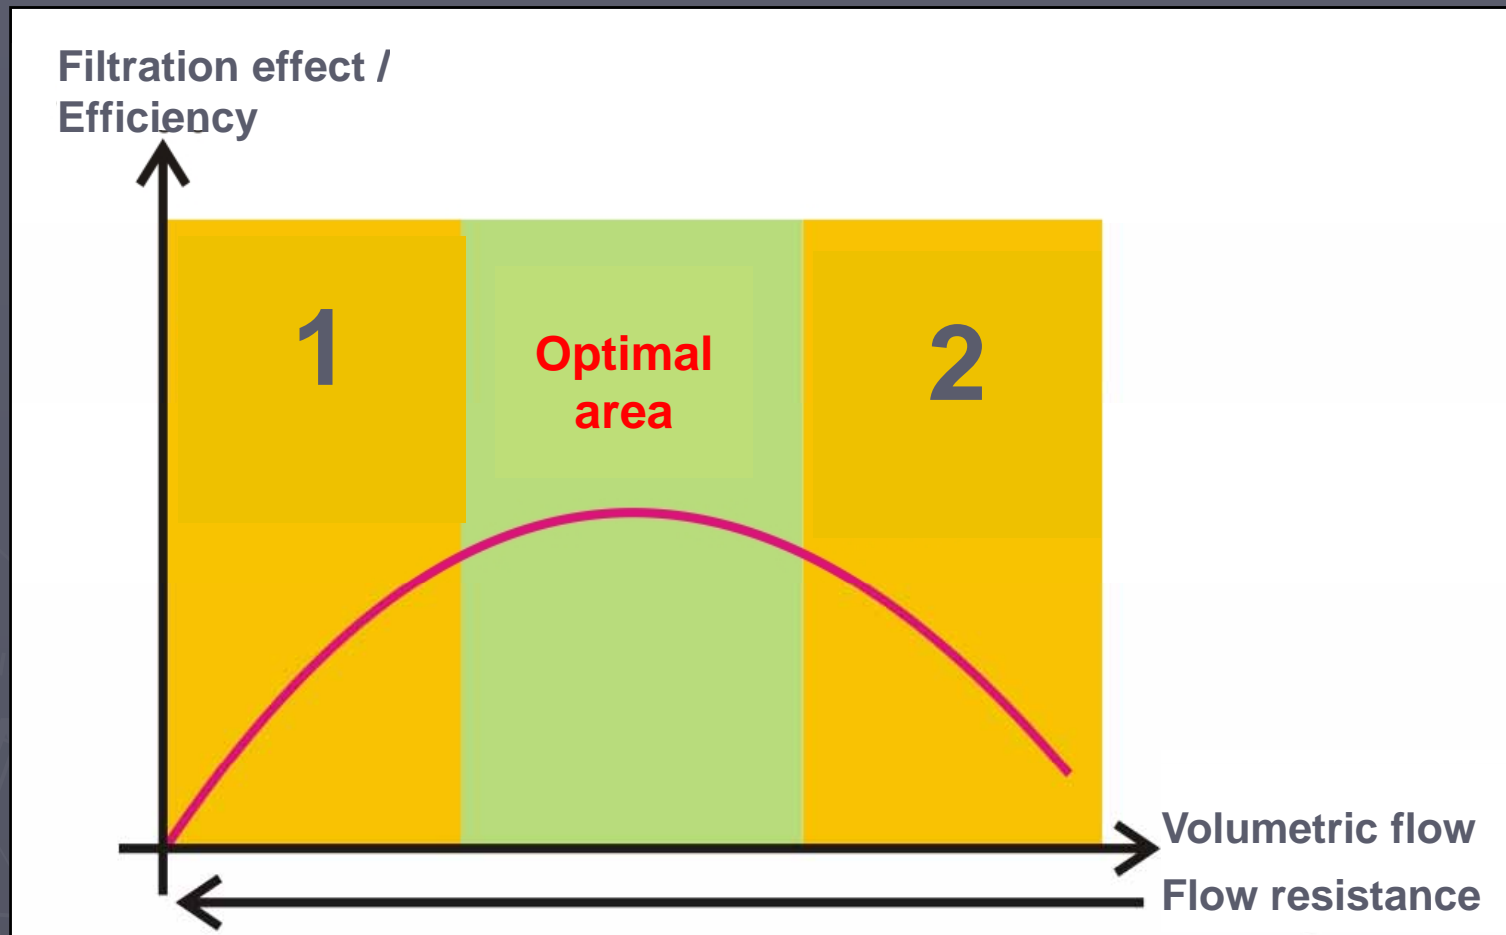 Filtration effect /
Efficiency
1
Optimal
area
2
Volumetric flow
Flow resistance